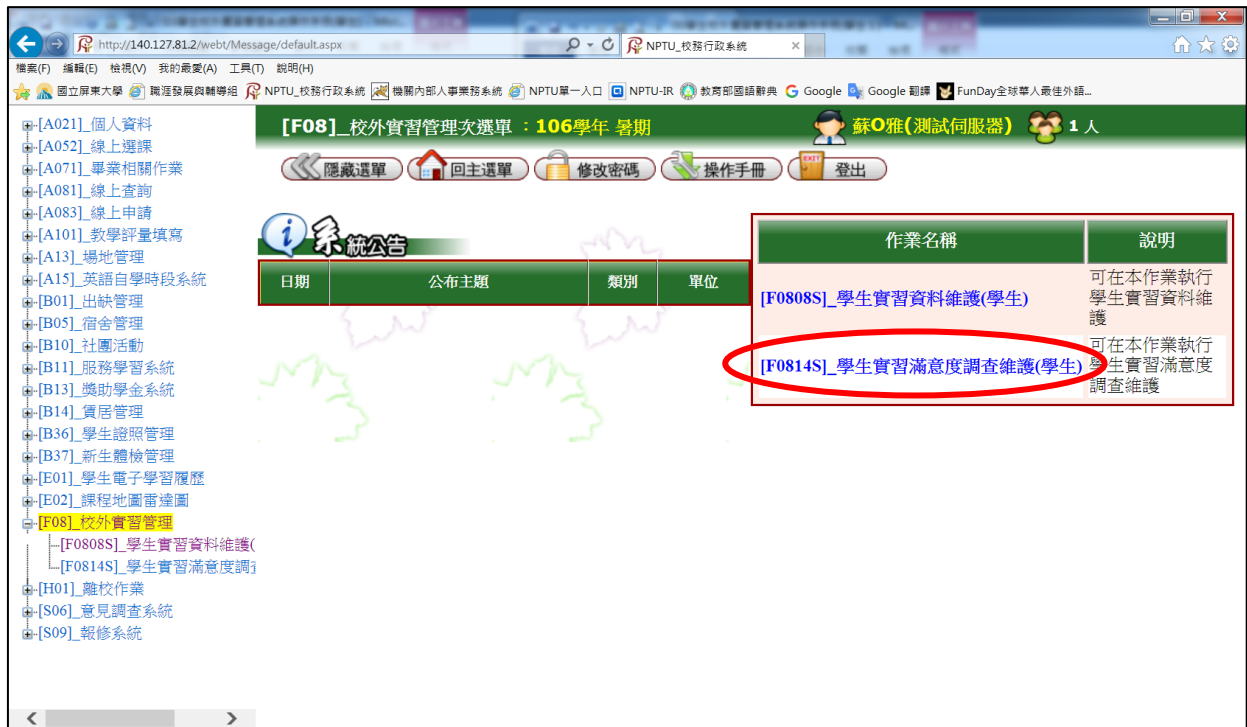 http://140.127.81.2/webt/Message/default.aspx
NPTU_校務行政系統 ×
檔案(F) 編輯(E) 檢視(V) 我的最愛(A) 工具(T) 說明(H)
國立屏東大學 職涯發展與輔導組 NPTU_校務行政系統 機關內部人事業務系統 NPTU單一入口 NPTU-IR 教育部國語辭典 Google Google 翻譯 FunDay全球華人最佳外語...
[F08]_校外實習管理次選單 : 106學年 暑期
蘇O雅(測試伺服器) 1 人
隱藏選單 回主選單 修改密碼 操作手冊 EXIT 登出
[A021]_個人資料
[A052]_線上選課
[A071]_畢業相關作業
[A081]_線上查詢
[A083]_線上申請
[A101]_教學評量填寫
[A13]_場地管理
[A15]_英語自學時段系統
[B01]_出缺管理
[B05]_宿舍管理
[B10]_社團活動
[B11]_服務學習系統
[B13]_獎助學金系統
[B14]_賃居管理
[B36]_學生證照管理
[B37]_新生體檢管理
[E01]_學生電子學習履歷
[E02]_課程地圖雷達圖
[F08]_校外實習管理
[F0808S]_學生實習資料維護(
[F0814S]_學生實習滿意度調
[H01]_離校作業
[S06]_意見調查系統
[S09]_報修系統
系統公告
日期 公布主題 類別 單位
作業名稱 說明
[F0808S]_學生實習資料維護(學生)
可在本作業執行
學生實習資料維
護
[F0814S]_學生實習滿意度調查維護(學生)
可在本作業執行
學生實習滿意度
調查維護